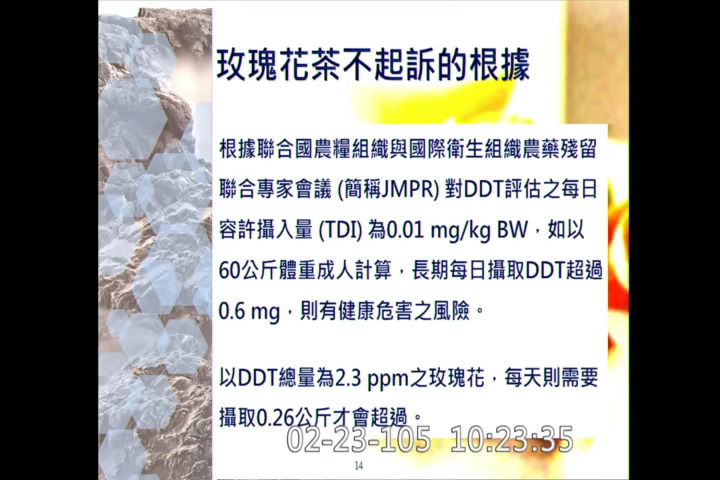 玫瑰花茶不起訴的根據
根據聯合國農糧組織與國際衛生組織農藥殘留
聯合專家會議 (簡稱JMPR) 對DDT評估之每日
容許攝入量 (TDI) 為0.01 mg/kg BW，如以
60公斤體重成人計算，長期每日攝取DDT超過
0.6 mg，則有健康危害之風險。
以DDT總量為2.3 ppm之玫瑰花，每天則需要
攝取0.26公斤才會超過。
02-23-105 10:23:35
14